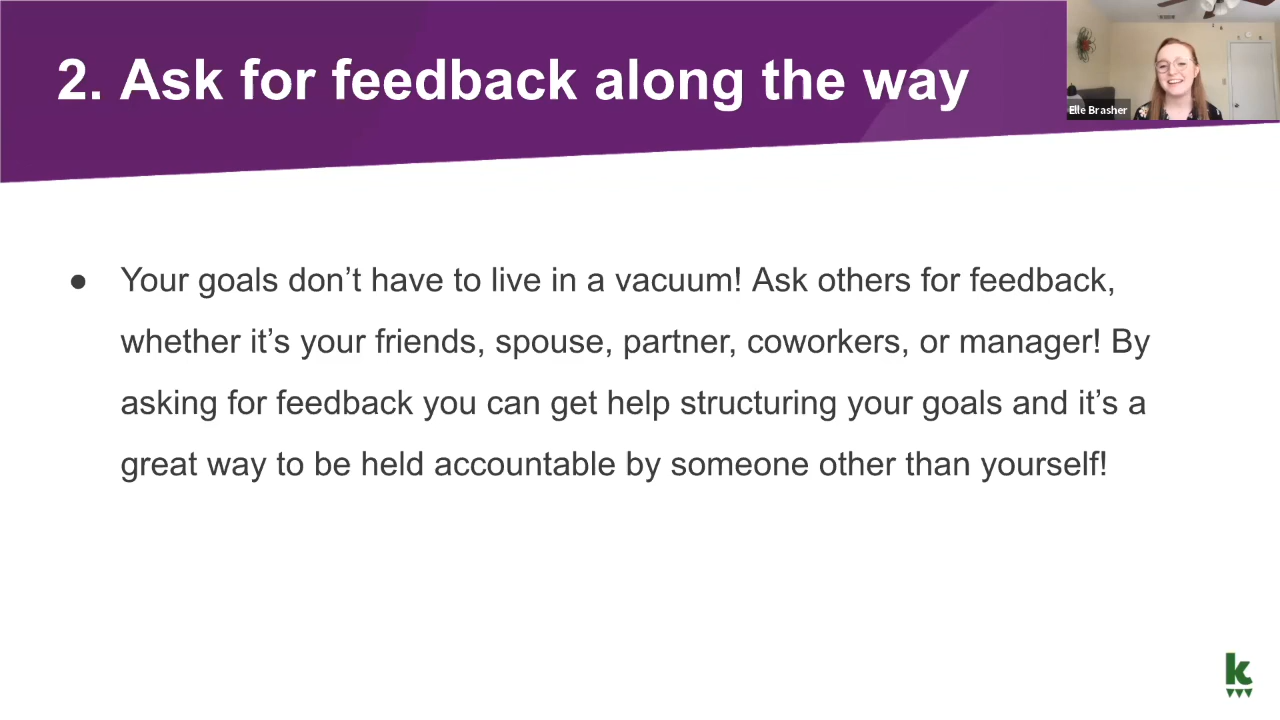 2. Ask for feedback along the way
Elle Brasher
● Your goals don’t have to live in a vacuum! Ask others for feedback,
whether it’s your friends, spouse, partner, coworkers, or manager! By
asking for feedback you can get help structuring your goals and it’s a
great way to be held accountable by someone other than yourself!
k